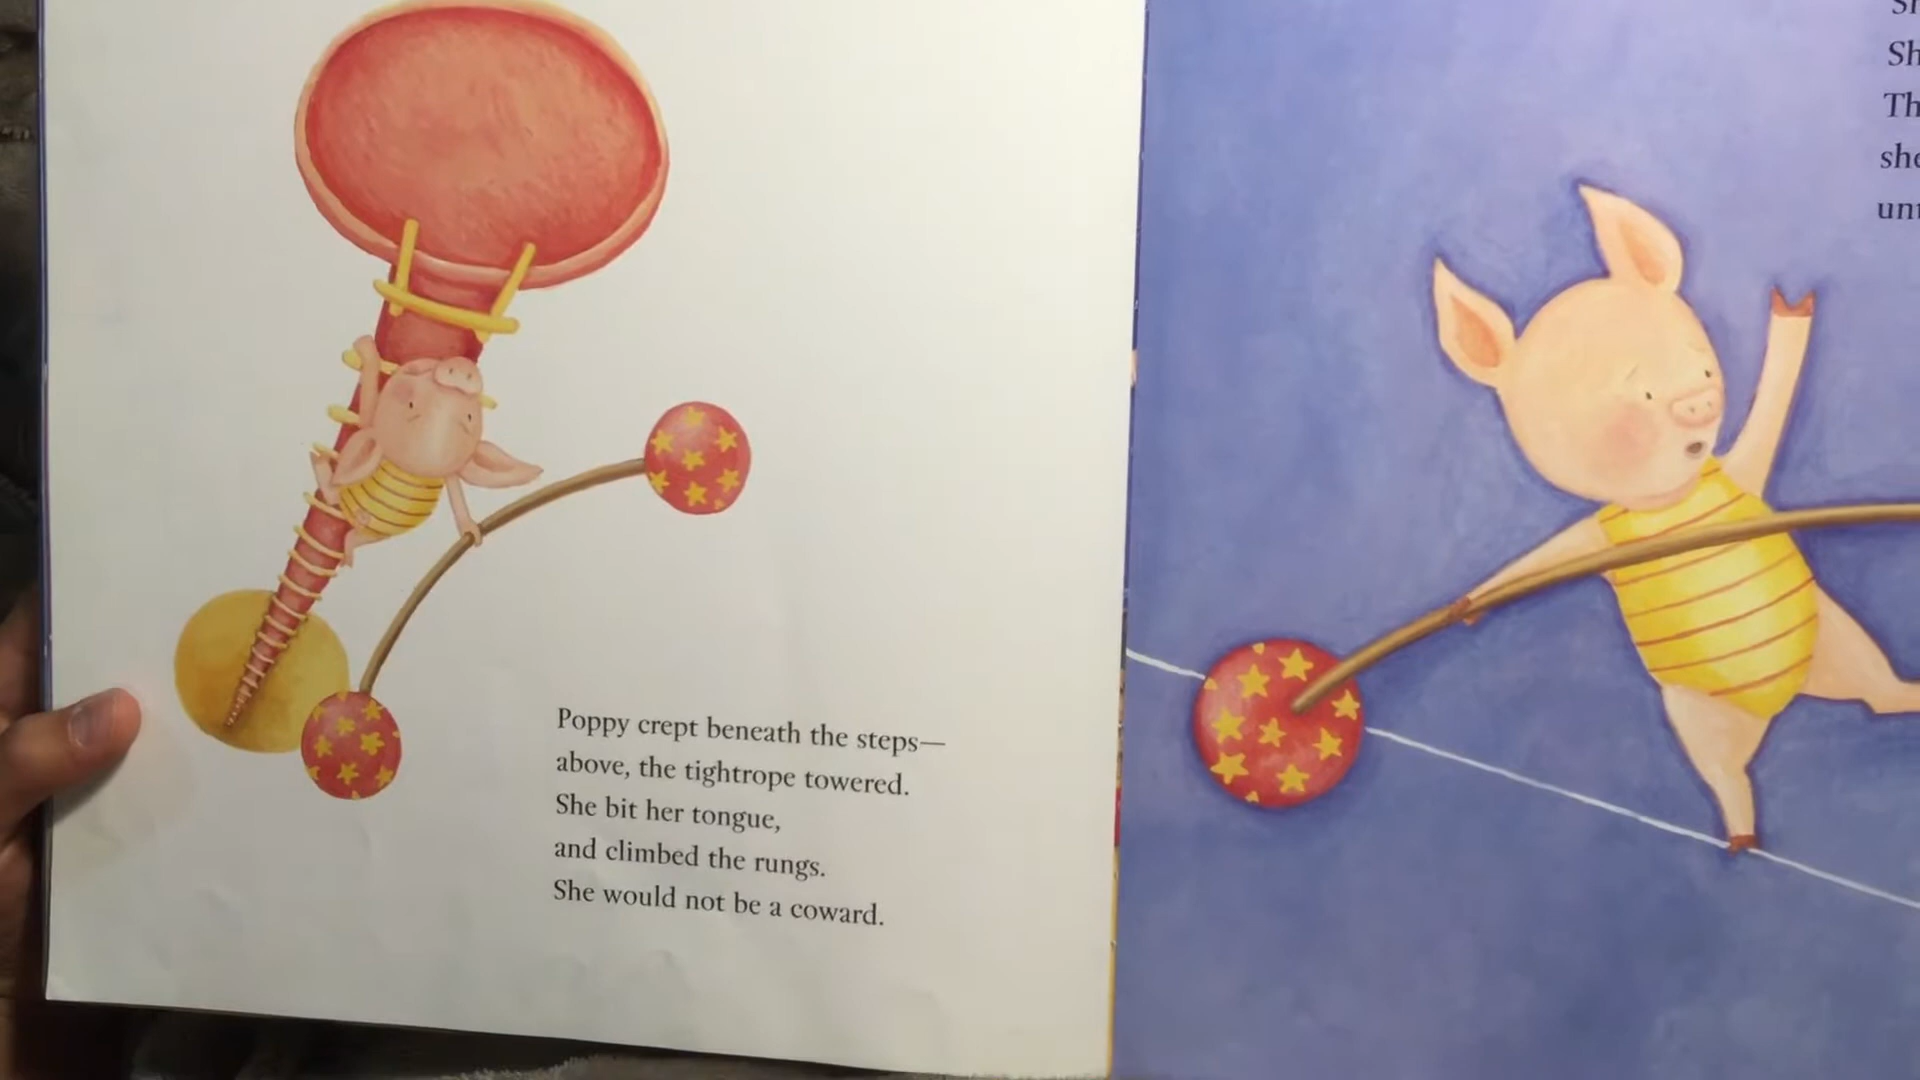 Poppy crept beneath the steps—
above, the tightrope towered.
She bit her tongue,
and climbed the rungs.
She would not be a coward.